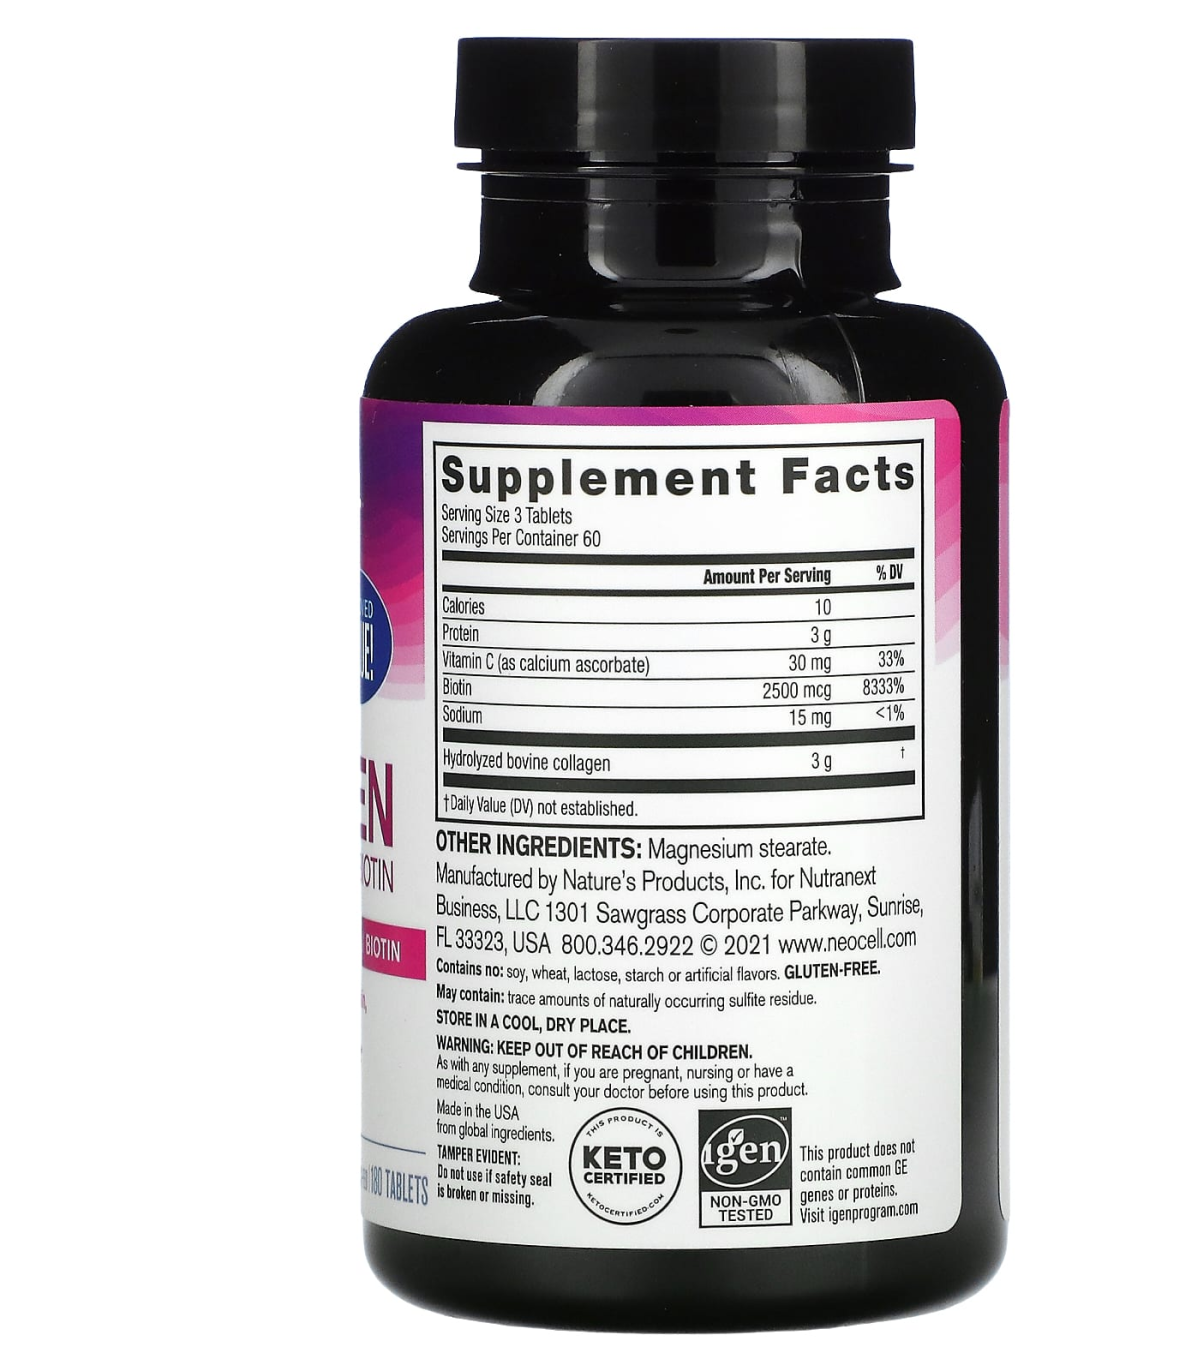 Supplement Facts
Serving Size 3 Tablets
Servings Per Container 60
Amount Per Serving % DV
Calories 10
Protein 3 g
Vitamin C (as calcium ascorbate) 30 mg 33%
Biotin 2500 mcg 8333%
Sodium 15 mg <1%
Hydrolyzed bovine collagen 3 g †
†Daily Value (DV) not established.
OTHER INGREDIENTS: Magnesium stearate.
Manufactured by Nature's Products, Inc. for Nutranext
Business, LLC 1301 Sawgrass Corporate Parkway, Sunrise,
FL 33323, USA 800.346.2922 © 2021 www.neocell.com
Contains no: soy, wheat, lactose, starch or artificial flavors. GLUTEN-FREE.
May contain: trace amounts of naturally occurring sulfite residue.
STORE IN A COOL, DRY PLACE.
WARNING: KEEP OUT OF REACH OF CHILDREN.
As with any supplement, if you are pregnant, nursing or have a
medical condition, consult your doctor before using this product.
Made in the USA
from global ingredients.
TAMPER EVIDENT:
Do not use if safety seal
is broken or missing.
THIS PRODUCT IS
KETO
CERTIFIED
KETOCERTIFIED.COM
igen™
NON-GMO
TESTED
This product does not
contain common GE
genes or proteins.
Visit igenprogram.com
EN
IOTIN
BIOTIN
180 TABLETS